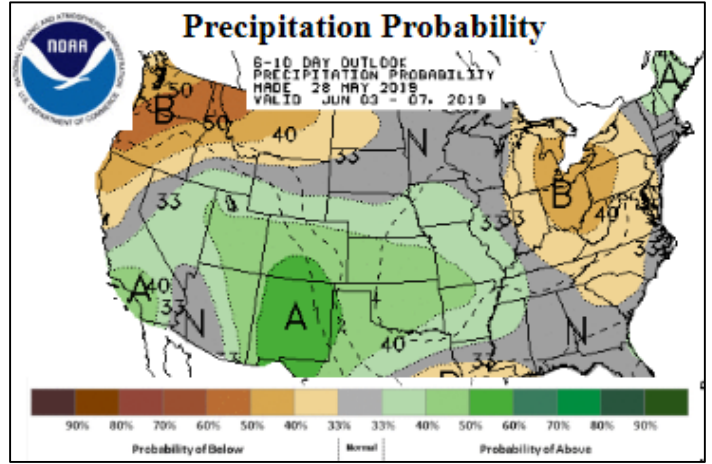 Precipitation Probability
NATIONAL OCEANIC AND ATMOSPHERIC ADMINISTRATION
NOAA
U.S. DEPARTMENT OF COMMERCE
6-10 DAY OUTLOOK
PRECIPITATION PROBABILITY
MADE 28 MAY 2019
VALID JUN 03 - 07, 2019
50
B
50
40
33
N
A
B
40
33
33
33
A
40
33
N
A
40
N
33
33
90% 80% 70% 60% 50% 40% 33% 33% 40% 50% 60% 70% 80% 90%
Probability of Below Normal Probability of Above